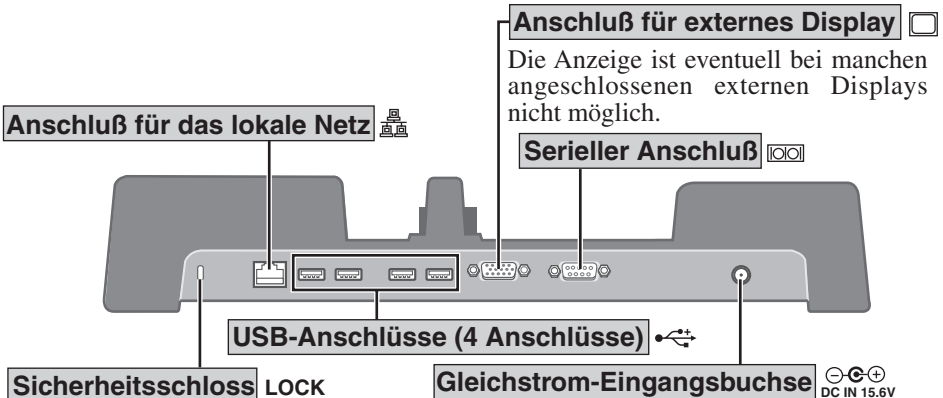 Anschluß für externes Display
Die Anzeige ist eventuell bei manchen
angeschlossenen externen Displays
nicht möglich.
Anschluß für das lokale Netz
Serieller Anschluß
USB-Anschlüsse (4 Anschlüsse)
Sicherheitsschloss LOCK
Gleichstrom-Eingangsbuchse
DC IN 15.6V